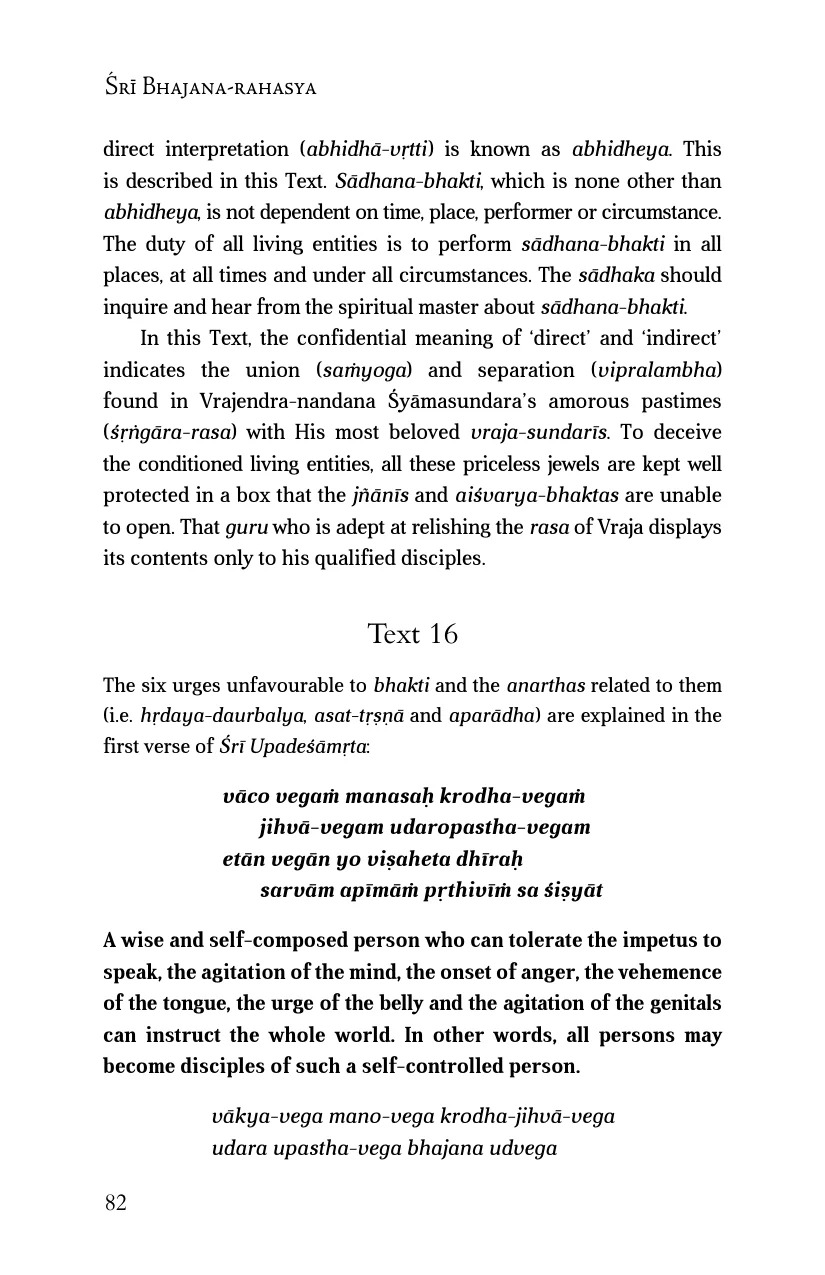 Śrī Bhajana-rahasya
direct interpretation (abhidhā-vṛtti) is known as abhidheya. This
is described in this Text. Sādhana-bhakti, which is none other than
abhidheya, is not dependent on time, place, performer or circumstance.
The duty of all living entities is to perform sādhana-bhakti in all
places, at all times and under all circumstances. The sādhaka should
inquire and hear from the spiritual master about sādhana-bhakti.
In this Text, the confidential meaning of ‘direct’ and ‘indirect’
indicates the union (saṁyoga) and separation (vipralambha)
found in Vrajendra-nandana Śyāmasundara’s amorous pastimes
(śṛṅgāra-rasa) with His most beloved vraja-sundarīs. To deceive
the conditioned living entities, all these priceless jewels are kept well
protected in a box that the jñānīs and aiśvarya-bhaktas are unable
to open. That guru who is adept at relishing the rasa of Vraja displays
its contents only to his qualified disciples.
Text 16
The six urges unfavourable to bhakti and the anarthas related to them
(i.e. hṛdaya-daurbalya, asat-tṛṣṇā and aparādha) are explained in the
first verse of Śrī Upadeśāmṛta:
vāco vegaṁ manasaḥ krodha-vegaṁ
jihvā-vegam udaropastha-vegam
etān vegān yo viṣaheta dhīraḥ
sarvām apīmāṁ pṛthivīṁ sa śiṣyāt
A wise and self-composed person who can tolerate the impetus to
speak, the agitation of the mind, the onset of anger, the vehemence
of the tongue, the urge of the belly and the agitation of the genitals
can instruct the whole world. In other words, all persons may
become disciples of such a self-controlled person.
vākya-vega mano-vega krodha-jihvā-vega
udara upastha-vega bhajana udvega
82